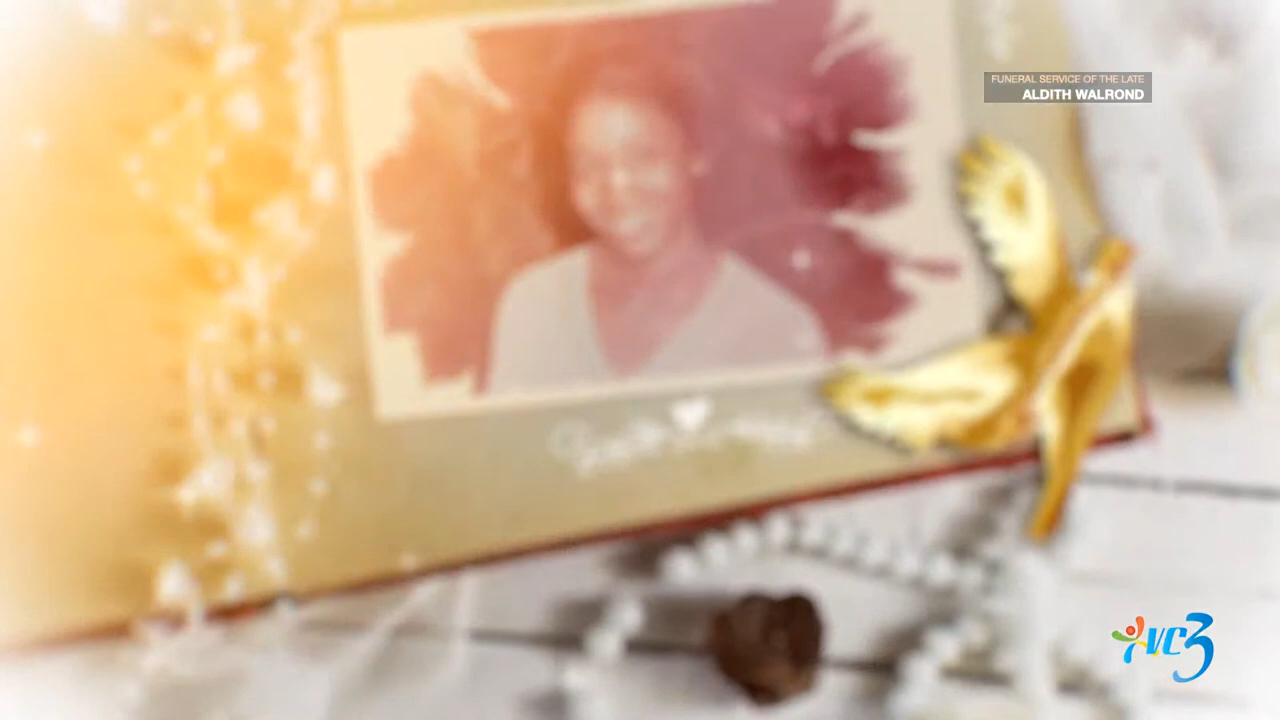 FUNERAL SERVICE OF THE LATE
ALDITH WALROND
VC3